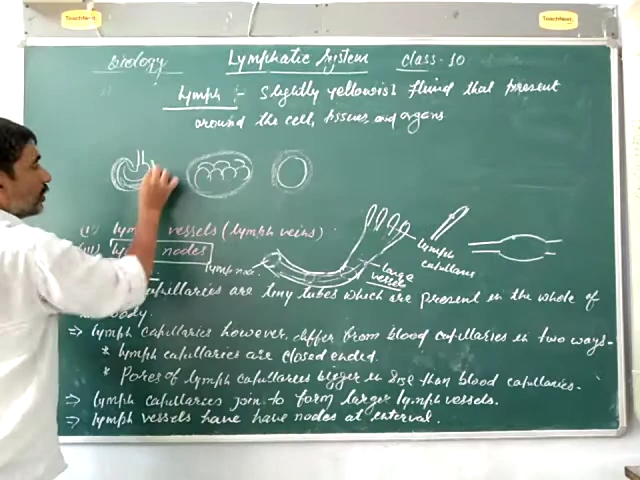 TeachNext
TeachNext
Biology Lymphatic System class-10
Lymph :- Slightly yellowish fluid that present
around the cell, tissues, and organs
(ii) vessels (lymph veins)
(iii) nodes
lymph
capillaries
large
vessel
lymph
capillaries are tiny tubes which are present in the whole of
body.
⇒ lymph capillaries however, differ from blood capillaries in two ways-
* lymph capillaries are closed ended.
* Pores of lymph capillaries bigger in size than blood capillaries.
⇒ lymph capillaries join to form larger lymph vessels.
⇒ lymph vessels have have nodes at interval.